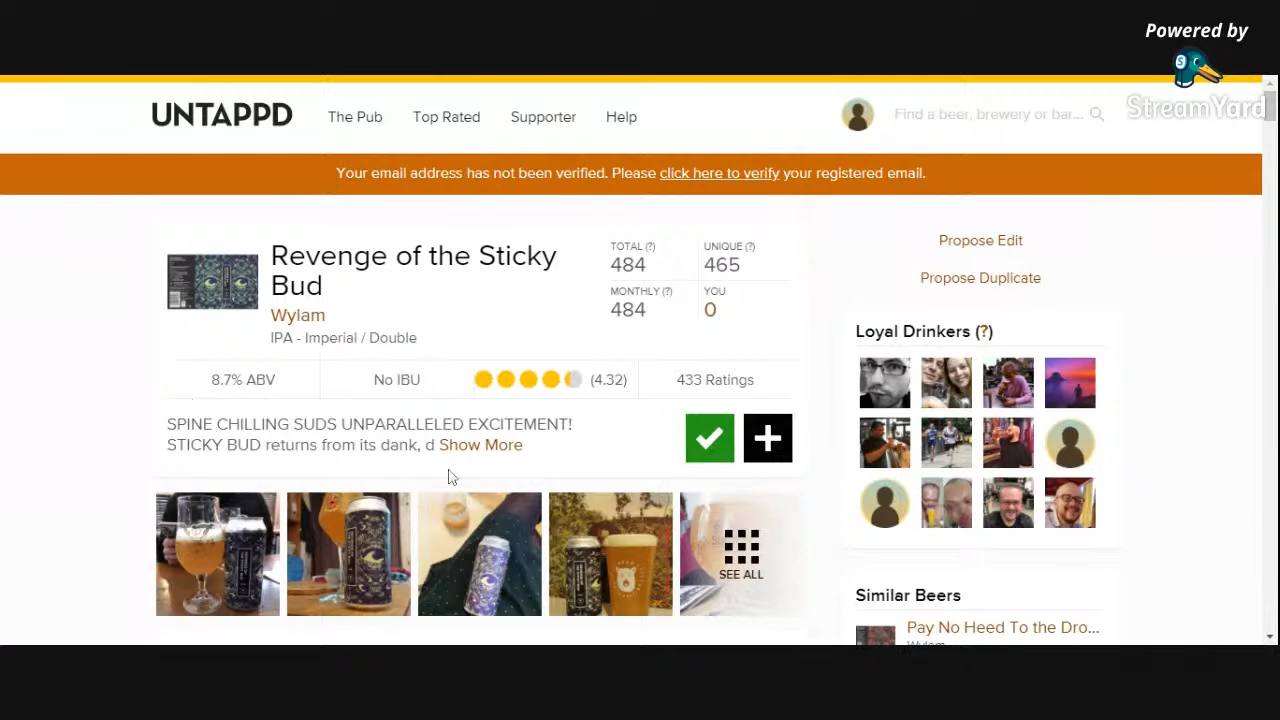 Powered by
StreamYard
UNTAPPD
The Pub
Top Rated
Supporter
Help
Find a beer, brewery or bar...
Your email address has not been verified. Please click here to verify your registered email.
Revenge of the Sticky
Bud
Wylam
IPA - Imperial / Double
TOTAL (?)
484
UNIQUE (?)
465
MONTHLY (?)
484
YOU
0
8.7% ABV
No IBU
(4.32)
433 Ratings
SPINE CHILLING SUDS UNPARALLELED EXCITEMENT!
STICKY BUD returns from its dank, d Show More
SEE ALL
Propose Edit
Propose Duplicate
Loyal Drinkers (?)
Similar Beers
Pay No Heed To the Dro...
Wylam